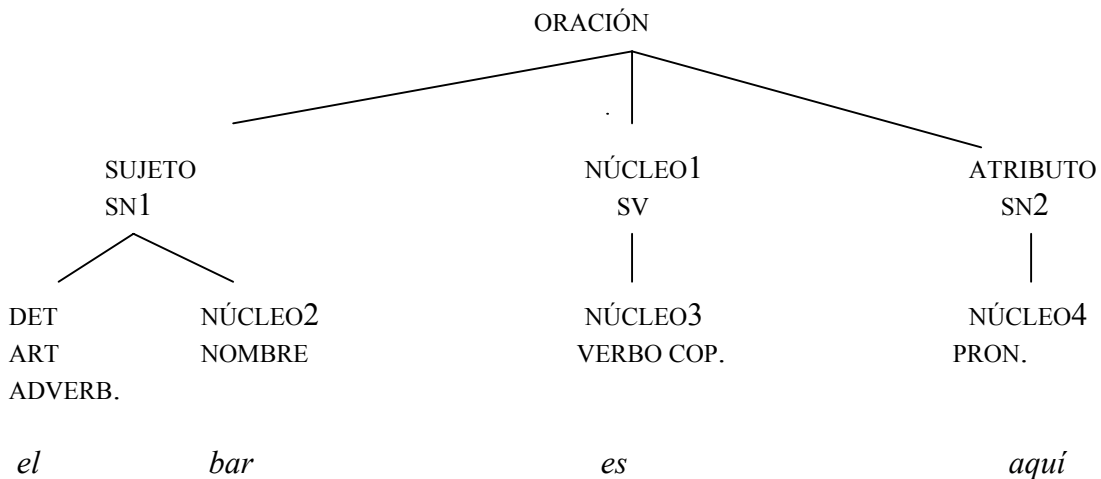 ORACIÓN
SUJETO NÚCLEO1 ATRIBUTO
SN1 SV SN2
DET NÚCLEO2 NÚCLEO3 NÚCLEO4
ART NOMBRE VERBO COP. PRON.
ADVERB.
el bar es aquí